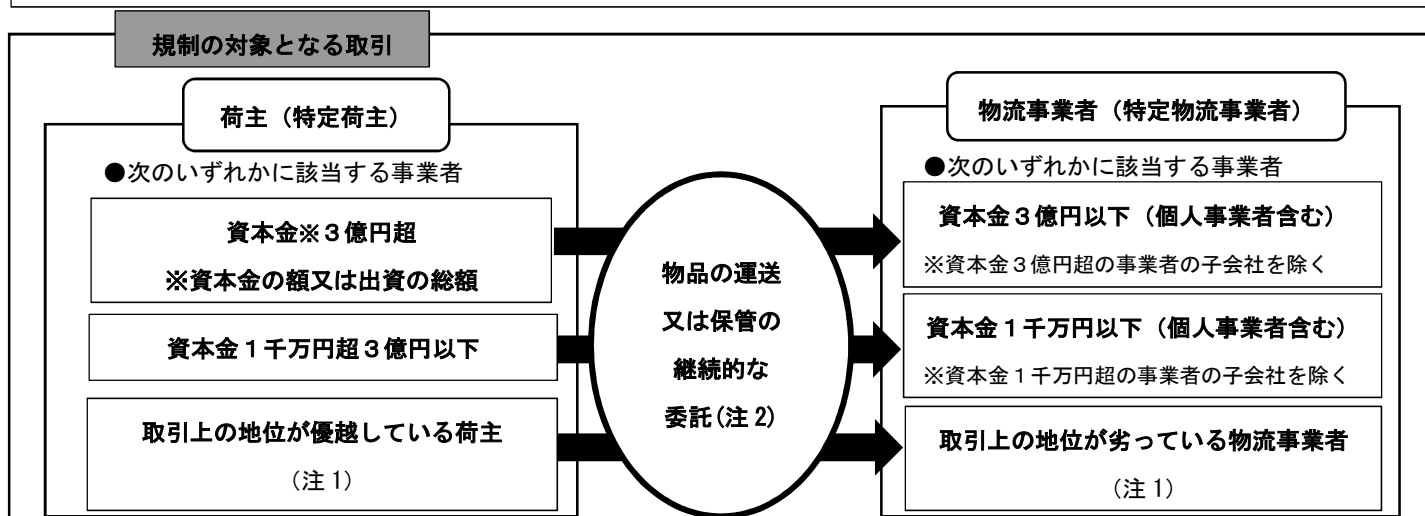 規制の対象となる取引
荷主(特定荷主)
●次のいずれかに該当する事業者
資本金※3億円超
※資本金の額又は出資の総額
資本金1千万円超3億円以下
取引上の地位が優越している荷主
(注1)
物品の運送
又は保管の
継続的な
委託(注2)
物流事業者(特定物流事業者)
●次のいずれかに該当する事業者
資本金3億円以下(個人事業者含む)
※資本金3億円超の事業者の子会社を除く
資本金1千万円以下(個人事業者含む)
※資本金1千万円超の事業者の子会社を除く
取引上の地位が劣っている物流事業者
(注1)